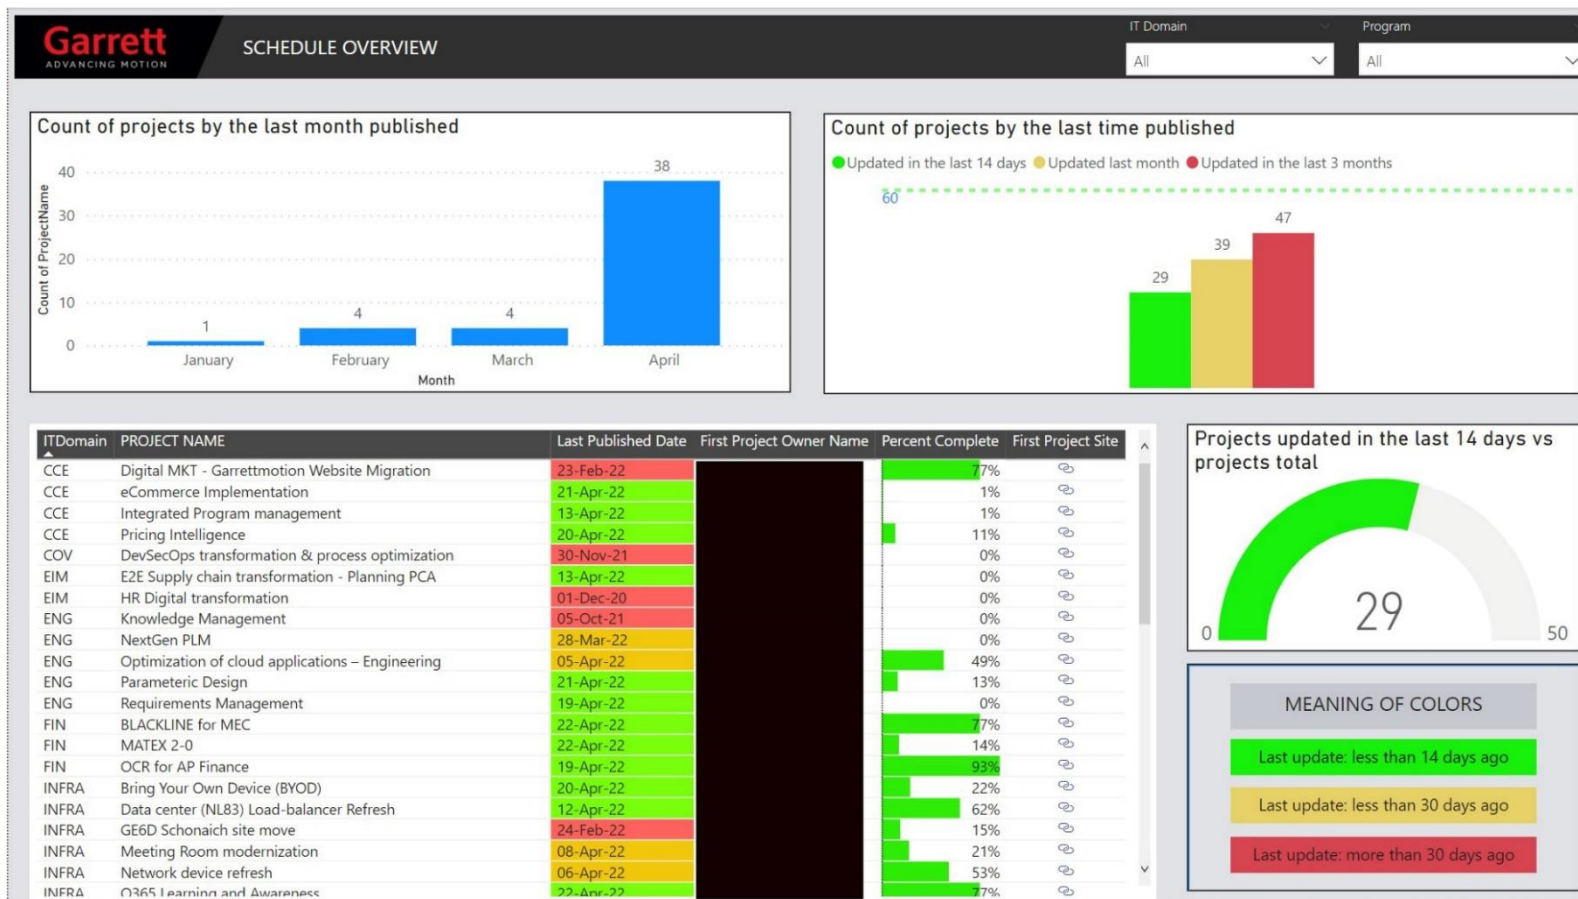 Garrett
ADVANCING MOTION
SCHEDULE OVERVIEW
IT Domain
All
Program
All
Count of projects by the last month published
Count of ProjectName
40
30
20
10
0
1
4
4
38
January
February
March
April
Month
Count of projects by the last time published
Updated in the last 14 days Updated last month Updated in the last 3 months
60
29
39
47
ITDomain PROJECT NAME Last Published Date First Project Owner Name Percent Complete First Project Site
CCE Digital MKT - Garrettmotion Website Migration 23-Feb-22 77%
CCE eCommerce Implementation 21-Apr-22 1%
CCE Integrated Program management 13-Apr-22 1%
CCE Pricing Intelligence 20-Apr-22 11%
COV DevSecOps transformation & process optimization 30-Nov-21 0%
EIM E2E Supply chain transformation - Planning PCA 13-Apr-22 0%
EIM HR Digital transformation 01-Dec-20 0%
ENG Knowledge Management 05-Oct-21 0%
ENG NextGen PLM 28-Mar-22 0%
ENG Optimization of cloud applications – Engineering 05-Apr-22 49%
ENG Parameteric Design 21-Apr-22 13%
ENG Requirements Management 19-Apr-22 0%
FIN BLACKLINE for MEC 22-Apr-22 77%
FIN MATEX 2-0 22-Apr-22 14%
FIN OCR for AP Finance 19-Apr-22 93%
INFRA Bring Your Own Device (BYOD) 20-Apr-22 22%
INFRA Data center (NL83) Load-balancer Refresh 12-Apr-22 62%
INFRA GE6D Schonaich site move 24-Feb-22 15%
INFRA Meeting Room modernization 08-Apr-22 21%
INFRA Network device refresh 06-Apr-22 53%
INFRA O365 Learning and Awareness 22-Apr-22 77%
Projects updated in the last 14 days vs
projects total
29
0
50
MEANING OF COLORS
Last update: less than 14 days ago
Last update: less than 30 days ago
Last update: more than 30 days ago